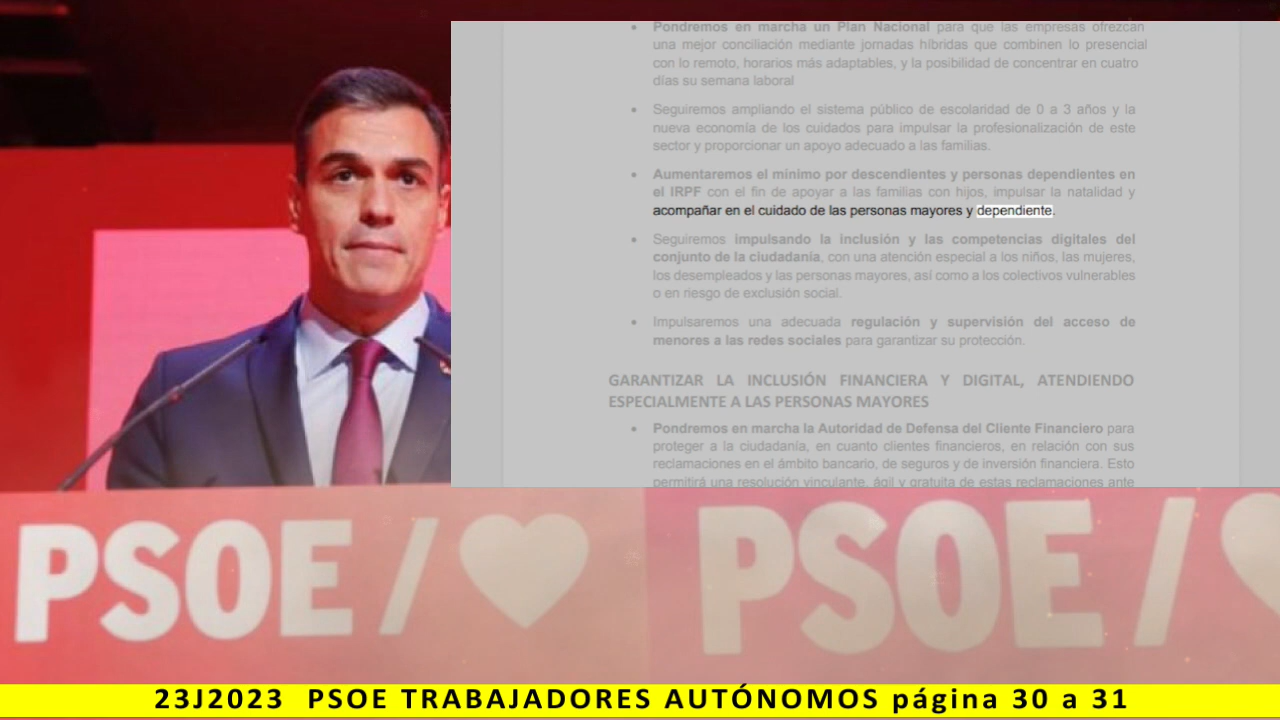 Pondremos en marcha un Plan Nacional para que las empresas ofrezcan
una mejor conciliación mediante jornadas híbridas que combinen lo presencial
con lo remoto, horarios más adaptables, y la posibilidad de concentrar en cuatro
días su semana laboral
Seguiremos ampliando el sistema público de escolaridad de 0 a 3 años y la
nueva economía de los cuidados para impulsar la profesionalización de este
sector y proporcionar un apoyo adecuado a las familias.
Aumentaremos el mínimo por descendientes y personas dependientes en
el IRPF con el fin de apoyar a las familias con hijos, impulsar la natalidad y
acompañar en el cuidado de las personas mayores y dependiente.
Seguiremos impulsando la inclusión y las competencias digitales del
conjunto de la ciudadanía, con una atención especial a los niños, las mujeres,
los desempleados y las personas mayores, así como a los colectivos vulnerables
o en riesgo de exclusión social.
Impulsaremos una adecuada regulación y supervisión del acceso de
menores a las redes sociales para garantizar su protección.
GARANTIZAR LA INCLUSIÓN FINANCIERA Y DIGITAL, ATENDIENDO
ESPECIALMENTE A LAS PERSONAS MAYORES
Pondremos en marcha la Autoridad de Defensa del Cliente Financiero para
proteger a la ciudadanía, en cuanto clientes financieros, en relación con sus
reclamaciones en el ámbito bancario, de seguros y de inversión financiera. Esto
permitirá una resolución vinculante, ágil y gratuita de estas reclamaciones ante
PSOE /
PSOE /
23J2023 PSOE TRABAJADORES AUTÓNOMOS página 30 a 31